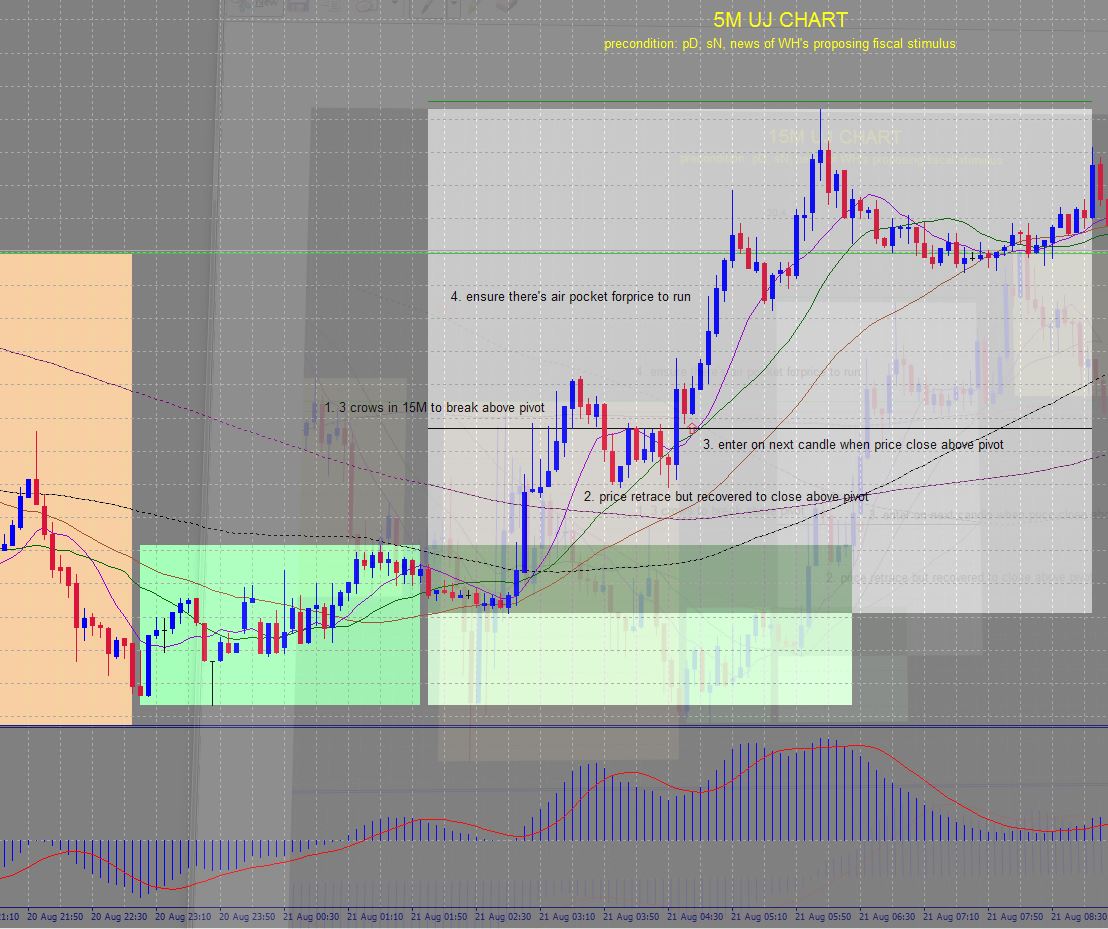 5M UJ CHART
precondition: pD, sN, news of WH's proposing fiscal stimulus
15M UJ CHART
4. ensure there's air pocket forprice to run
1. 3 crows in 15M to break above pivot
3. enter on next candle when price close above pivot
2. price retrace but recovered to close above pivot
21:10 20 Aug 21:50 20 Aug 22:30 20 Aug 23:10 20 Aug 23:50 21 Aug 00:30 21 Aug 01:10 21 Aug 01:50 21 Aug 02:30 21 Aug 03:10 21 Aug 03:50 21 Aug 04:30 21 Aug 05:10 21 Aug 05:50 21 Aug 06:30 21 Aug 07:10 21 Aug 07:50 21 Aug 08:30